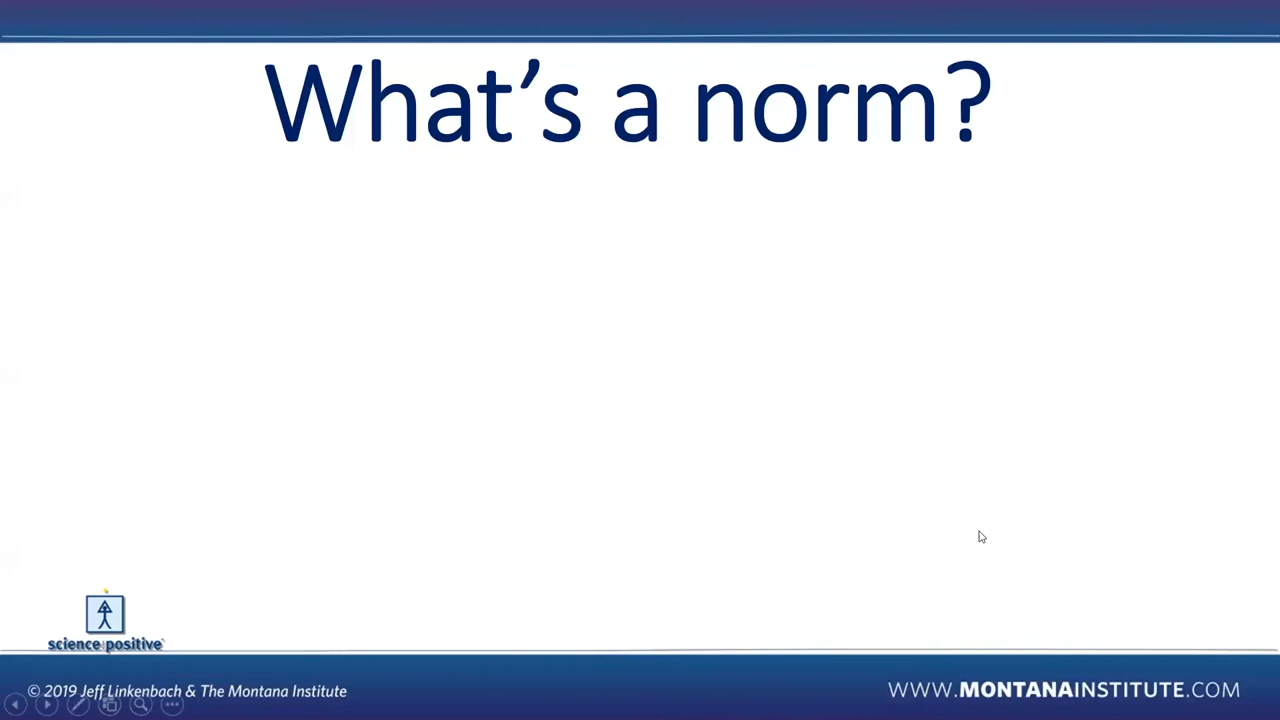 What’s a norm?
science positive
© 2019 Jeff Linkenbach & The Montana Institute
WWW.MONTANAINSTITUTE.COM